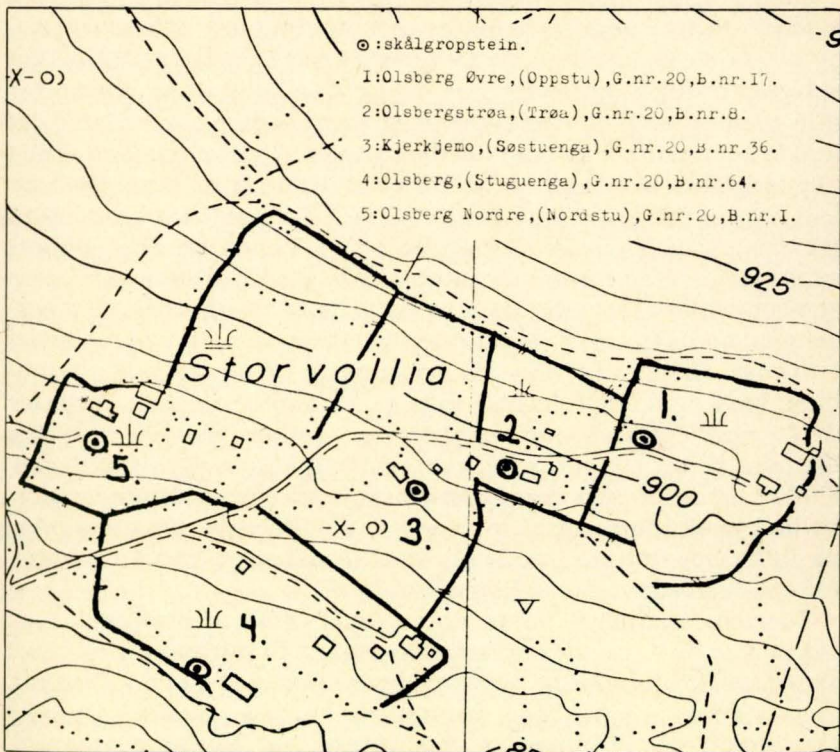 ⊙:skålgropstein.
I:Olsberg Øvre,(Oppstu),G.nr.20,B.nr.I7.
2:Olsbergstrøa,(Trøa),G.nr.20,B.nr.8.
3:Kjerkjemo,(Søstuenga),G.nr.20,B.nr.36.
4:Olsberg,(Stuguenga),G.nr.20,B.nr.64.
5:Olsberg Nordre,(Nordstu),G.nr.20,B.nr.I.
X-O)
925
Storvollia
1.
2
5
900
-X-O)
3.
4.